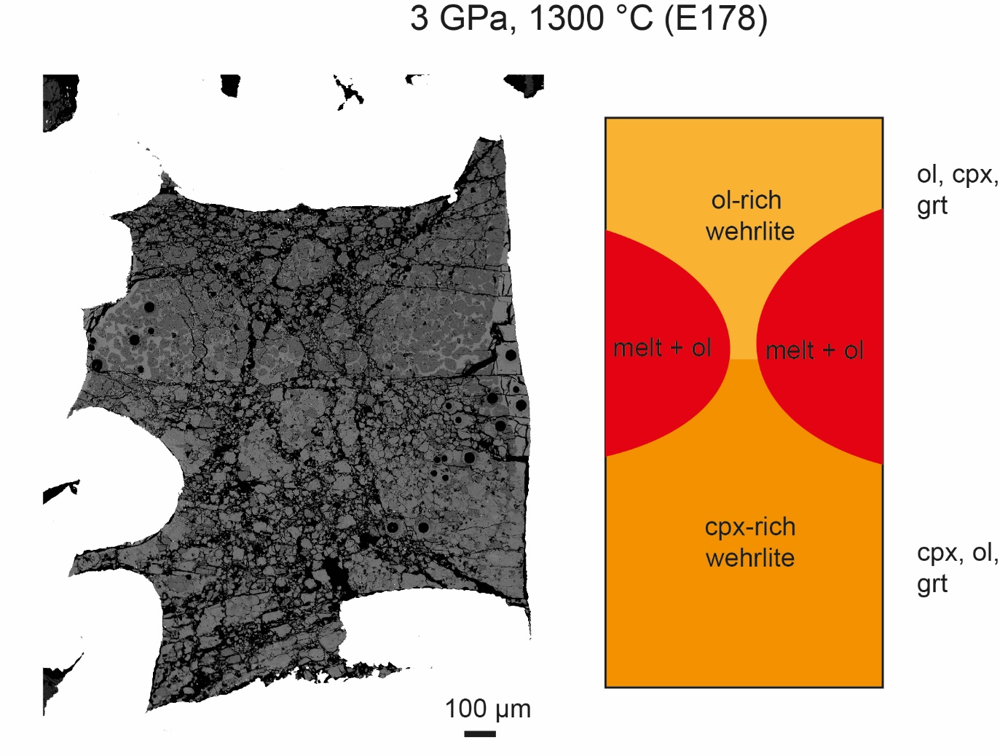 3 GPa, 1300 °C (E178)
ol-rich
wehrlite
ol, cpx,
grt
melt + ol
melt + ol
cpx-rich
wehrlite
cpx, ol,
grt
100 µm